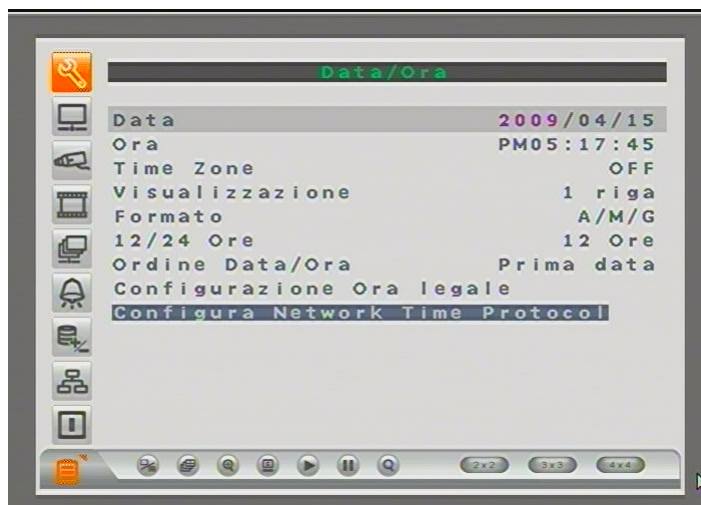 Data/Ora
Data 2009/04/15
Ora PM05:17:45
Time Zone OFF
Visualizzazione 1 riga
Formato A/M/G
12/24 Ore 12 Ore
Ordine Data/Ora Prima data
Configurazione Ora legale
Configura Network Time Protocol
2x2 3x3 4x4